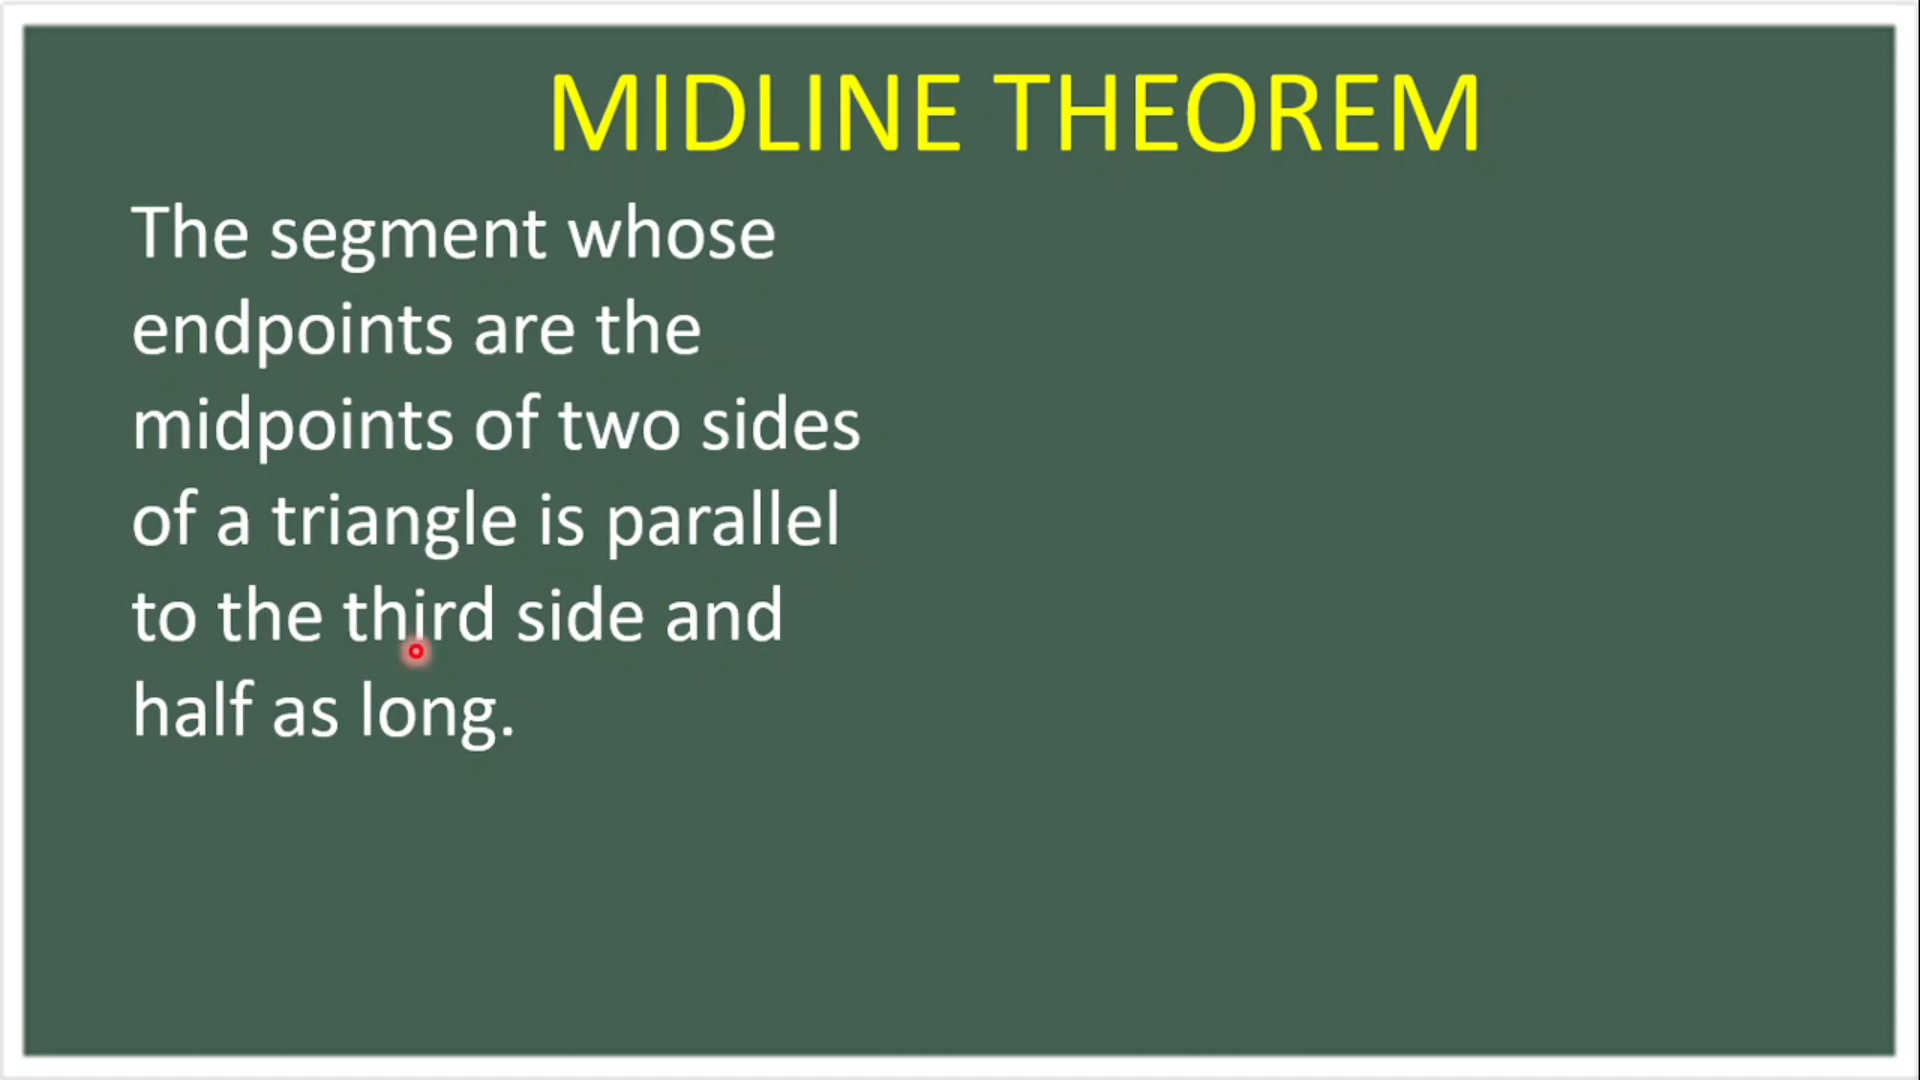 MIDLINE THEOREM
The segment whose
endpoints are the
midpoints of two sides
of a triangle is parallel
to the third side and
half as long.